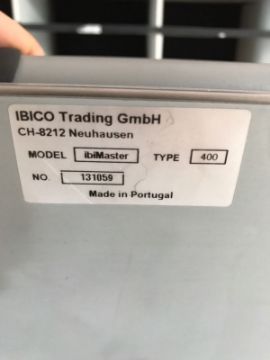 IBICO Trading GmbH
CH-8212 Neuhausen
MODEL ibiMaster TYPE 400
NO. 131059
Made in Portugal